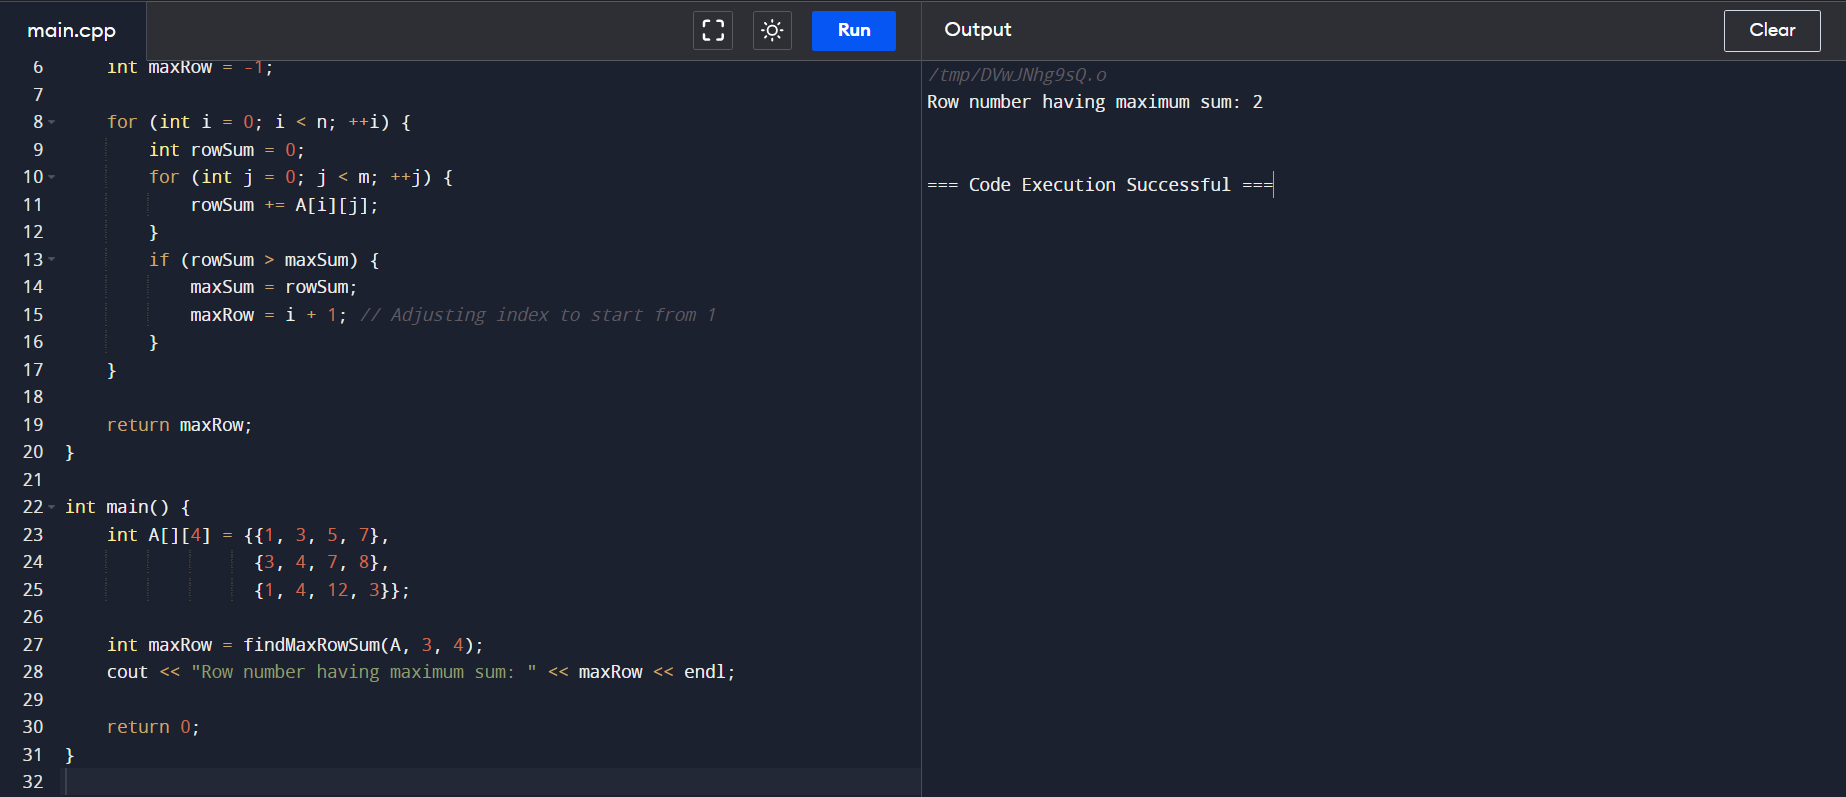 main.cpp
Run
Output
Clear
6     int maxRow = -1;
7
8     for (int i = 0; i < n; ++i) {
9         int rowSum = 0;
10         for (int j = 0; j < m; ++j) {
11             rowSum += A[i][j];
12         }
13         if (rowSum > maxSum) {
14             maxSum = rowSum;
15             maxRow = i + 1; // Adjusting index to start from 1
16         }
17     }
18
19     return maxRow;
20 }
21
22 int main() {
23     int A[][4] = {{1, 3, 5, 7},
24                   {3, 4, 7, 8},
25                   {1, 4, 12, 3}};
26
27     int maxRow = findMaxRowSum(A, 3, 4);
28     cout << "Row number having maximum sum: " << maxRow << endl;
29
30     return 0;
31 }
32
/tmp/DVwJNhg9sQ.o
Row number having maximum sum: 2
=== Code Execution Successful ===